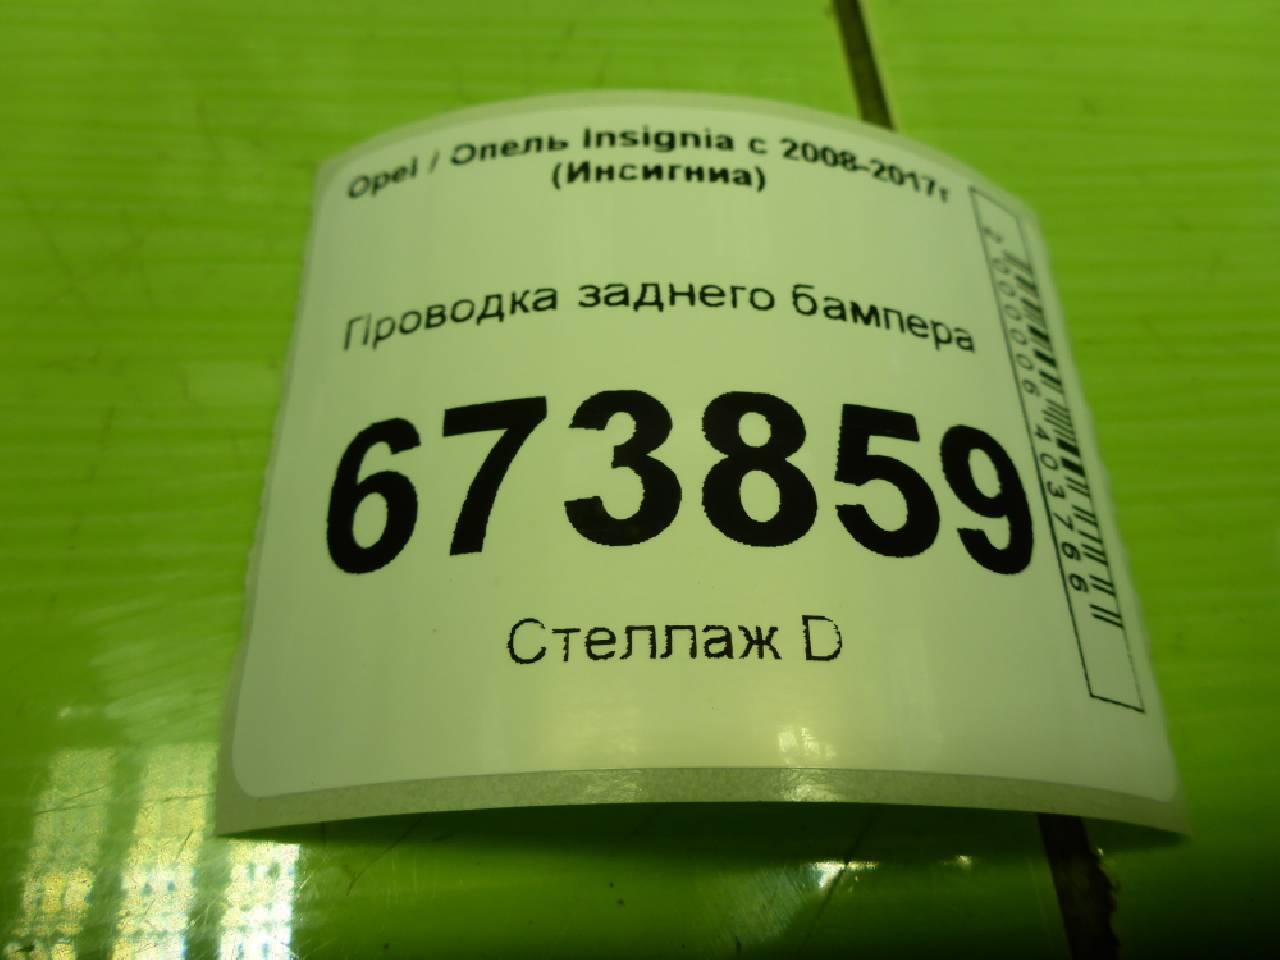 Opel / Опель Insignia с 2008-2017г
(Инсигниа)
Проводка заднего бампера
673859
Стеллаж D
2000006403766